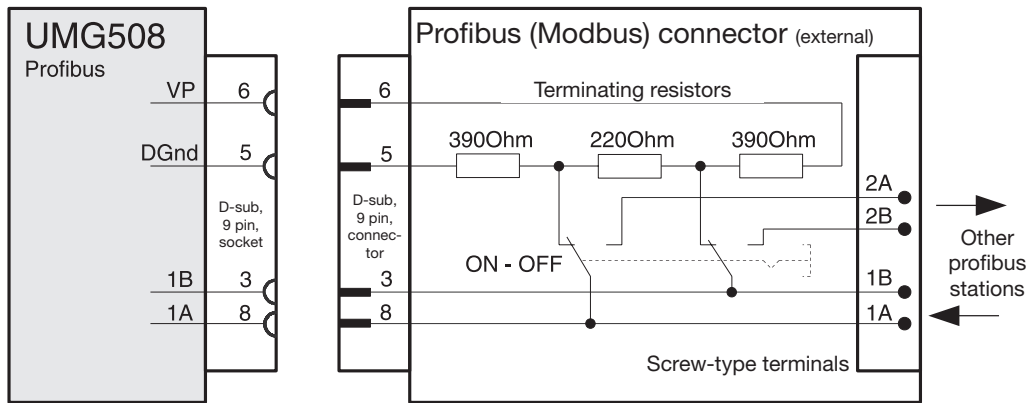 UMG508
Profibus
VP 6
DGnd 5
D-sub,
9 pin,
socket
1B 3
1A 8
Profibus (Modbus) connector (external)
6 Terminating resistors
5 390Ohm 220Ohm 390Ohm
D-sub,
9 pin,
connec-
tor
ON - OFF
3
8
2A
2B
1B
1A
Other
profibus
stations
Screw-type terminals